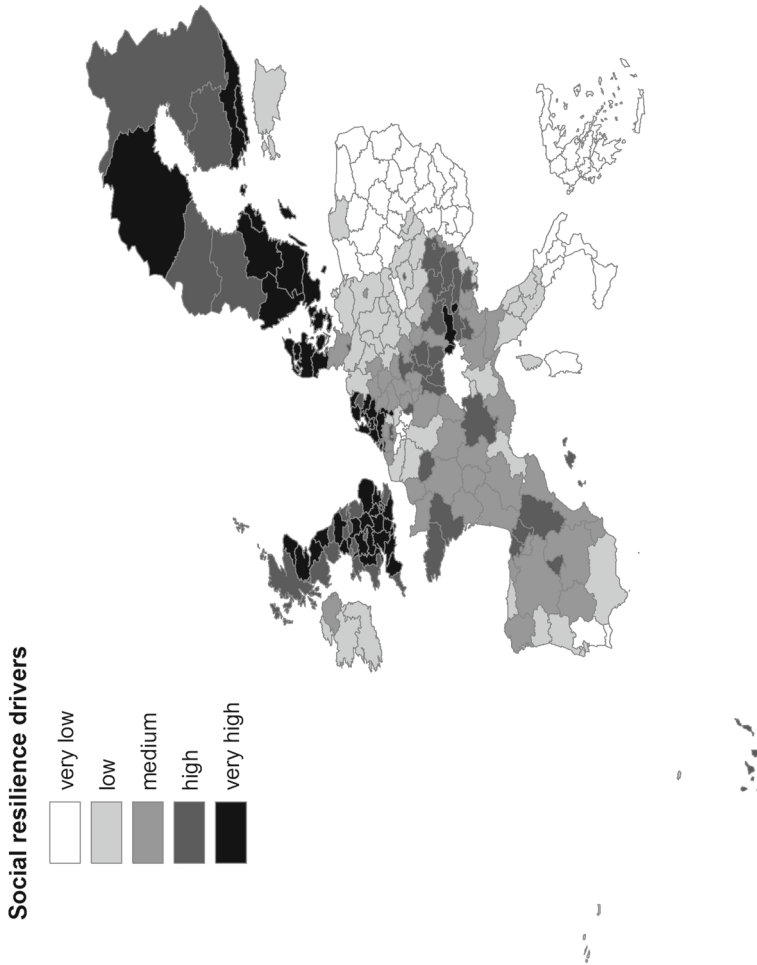 Social resilience drivers
very low
low
medium
high
very high